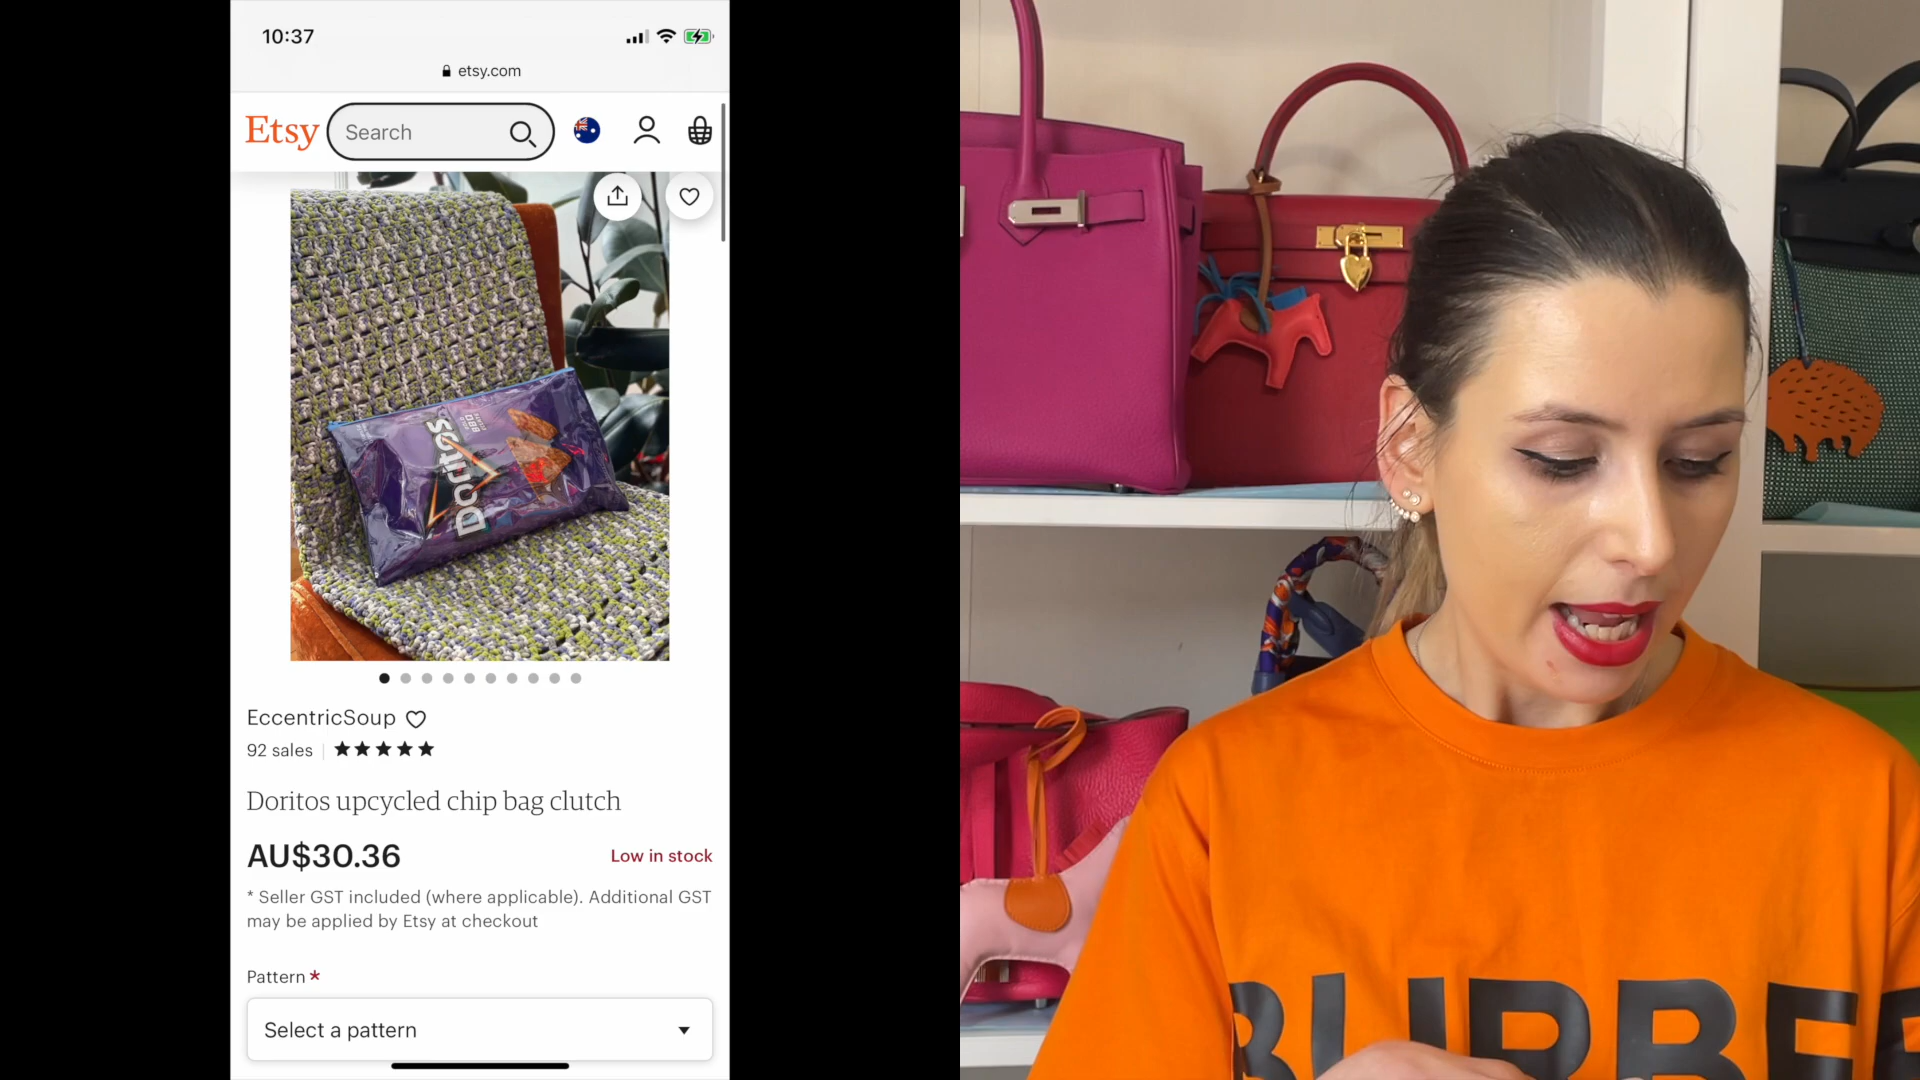 10:37
etsy.com
Etsy
Search
Doritos
BBQ
EccentricSoup
92 sales
Doritos upcycled chip bag clutch
AU$30.36
Low in stock
* Seller GST included (where applicable). Additional GST
may be applied by Etsy at checkout
Pattern *
Select a pattern
BURBE